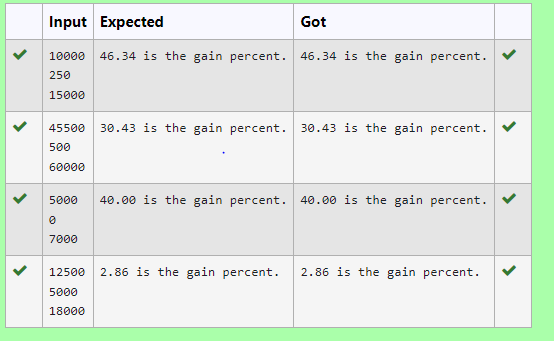 Input Expected Got
10000 46.34 is the gain percent. 46.34 is the gain percent.
250
15000
45500 30.43 is the gain percent. 30.43 is the gain percent.
500
60000
5000 40.00 is the gain percent. 40.00 is the gain percent.
0
7000
12500 2.86 is the gain percent. 2.86 is the gain percent.
5000
18000